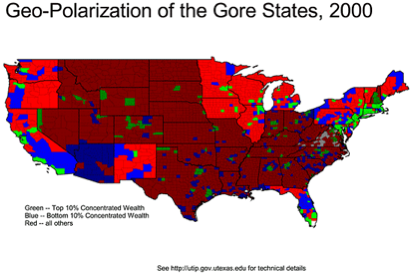 Geo-Polarization of the Gore States, 2000
Green -- Top 10% Concentrated Wealth
Blue -- Bottom 10% Concentrated Wealth
Red -- all others
See http://utip.gov.utexas.edu for technical details